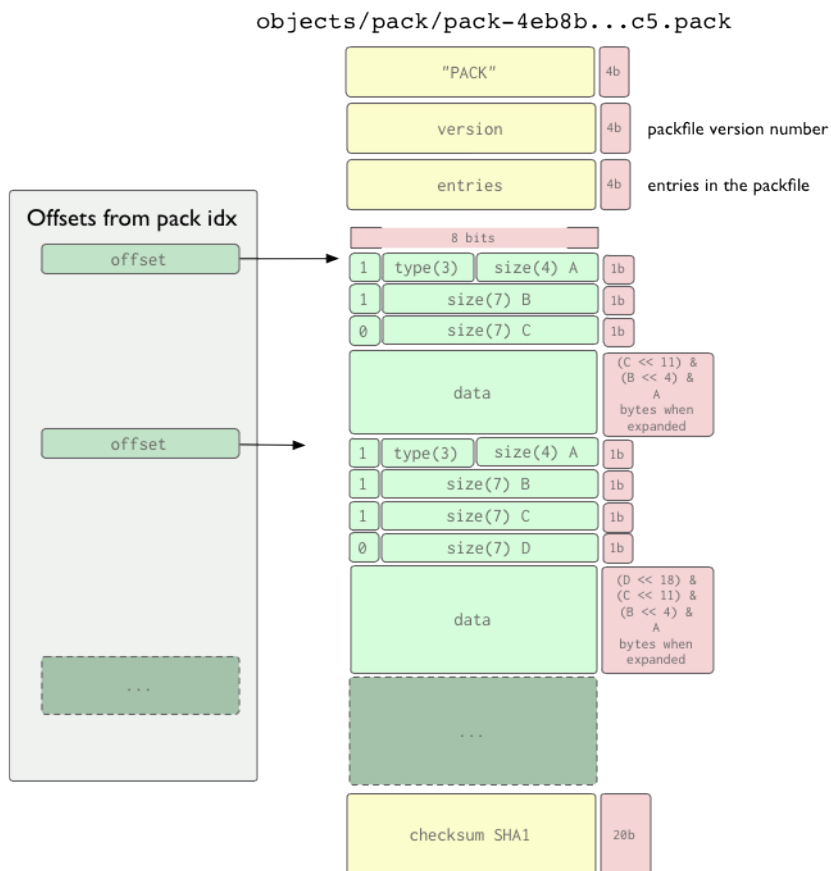 objects/pack/pack-4eb8b...c5.pack
"PACK"
4b
version
4b
packfile version number
entries
4b
entries in the packfile
Offsets from pack idx
8 bits
offset
1
type(3)
size(4) A
1b
1
size(7) B
1b
0
size(7) C
1b
data
(C << 11) &
(B << 4) &
A
bytes when
expanded
offset
1
type(3)
size(4) A
1b
1
size(7) B
1b
1
size(7) C
1b
0
size(7) D
1b
data
(D << 18) &
(C << 11) &
(B << 4) &
A
bytes when
expanded
...
...
checksum SHA1
20b